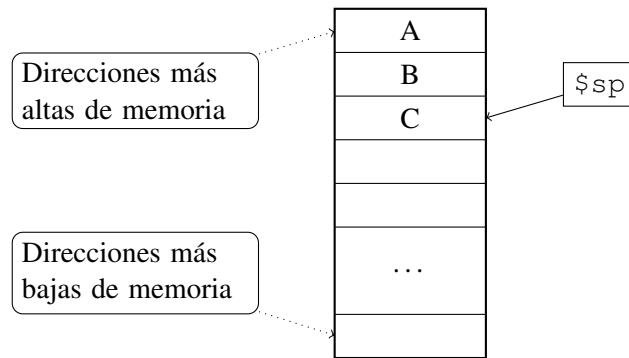 A
Direcciones más
altas de memoria
B
$sp
C
Direcciones más
bajas de memoria
...